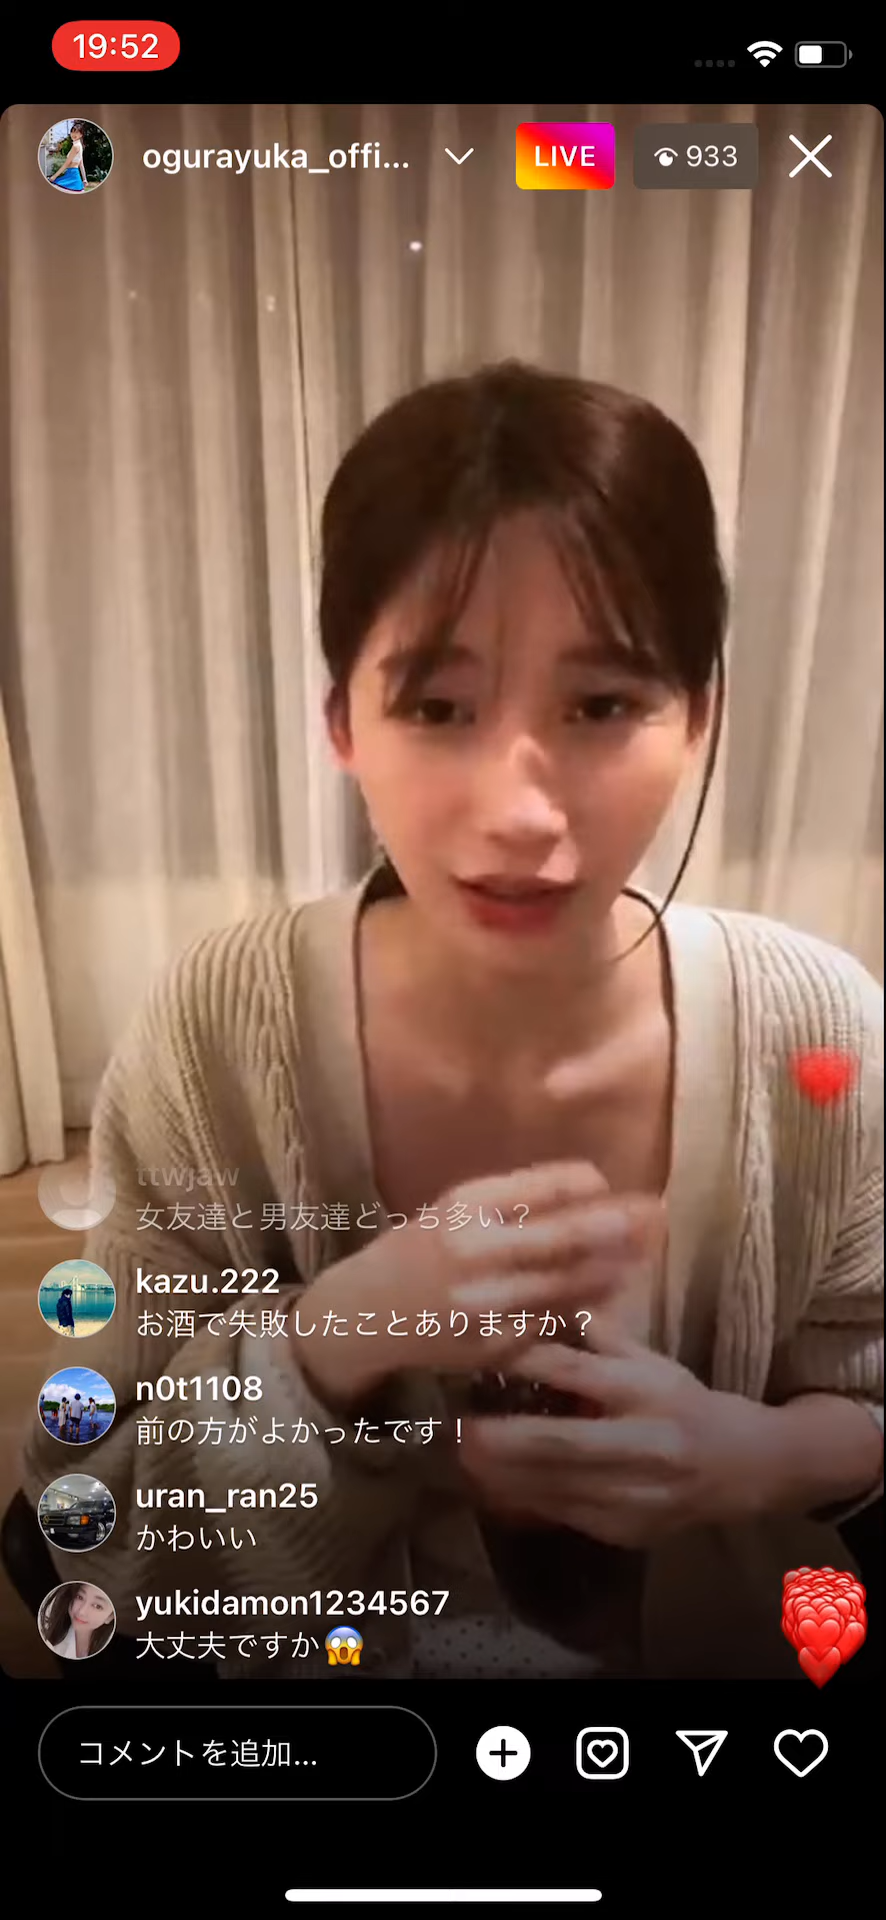 19:52
ogurayuka_offi...
LIVE
933
ttwjaw
女友達と男友達どっち多い？
kazu.222
お酒で失敗したことありますか？
n0t1108
前の方がよかったです！
uran_ran25
かわいい
yukidamon1234567
大丈夫ですか😱
コメントを追加...